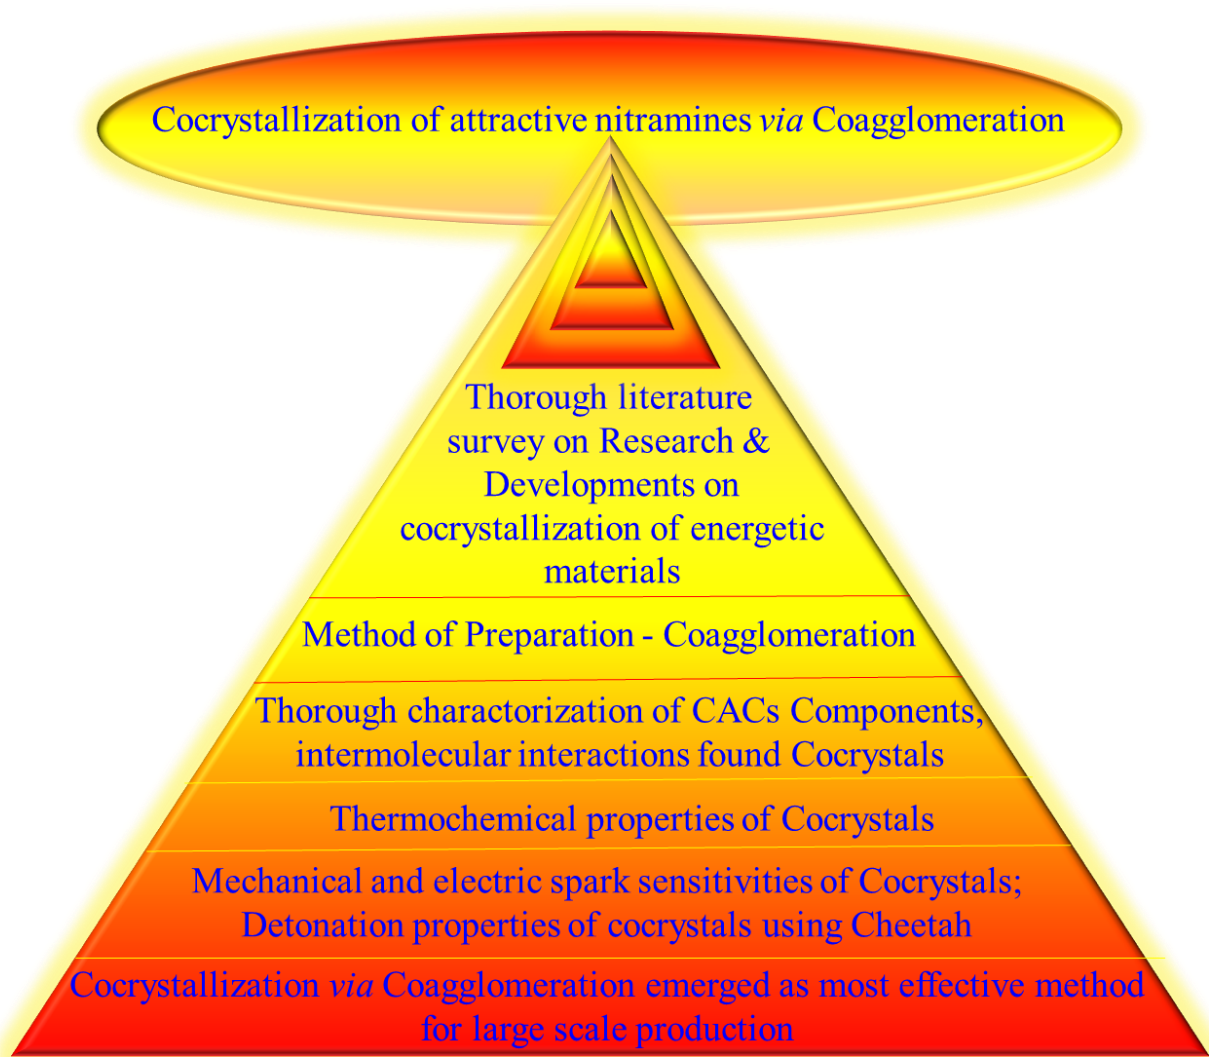 Cocrystallization of attractive nitramines via Coagglomeration
Thorough literature
survey on Research &
Developments on
cocrystallization of energetic
materials
Method of Preparation - Coagglomeration
Thorough charactorization of CACs Components,
intermolecular interactions found Cocrystals
Thermochemical properties of Cocrystals
Mechanical and electric spark sensitivities of Cocrystals;
Detonation properties of cocrystals using Cheetah
Cocrystallization via Coagglomeration emerged as most effective method
for large scale production